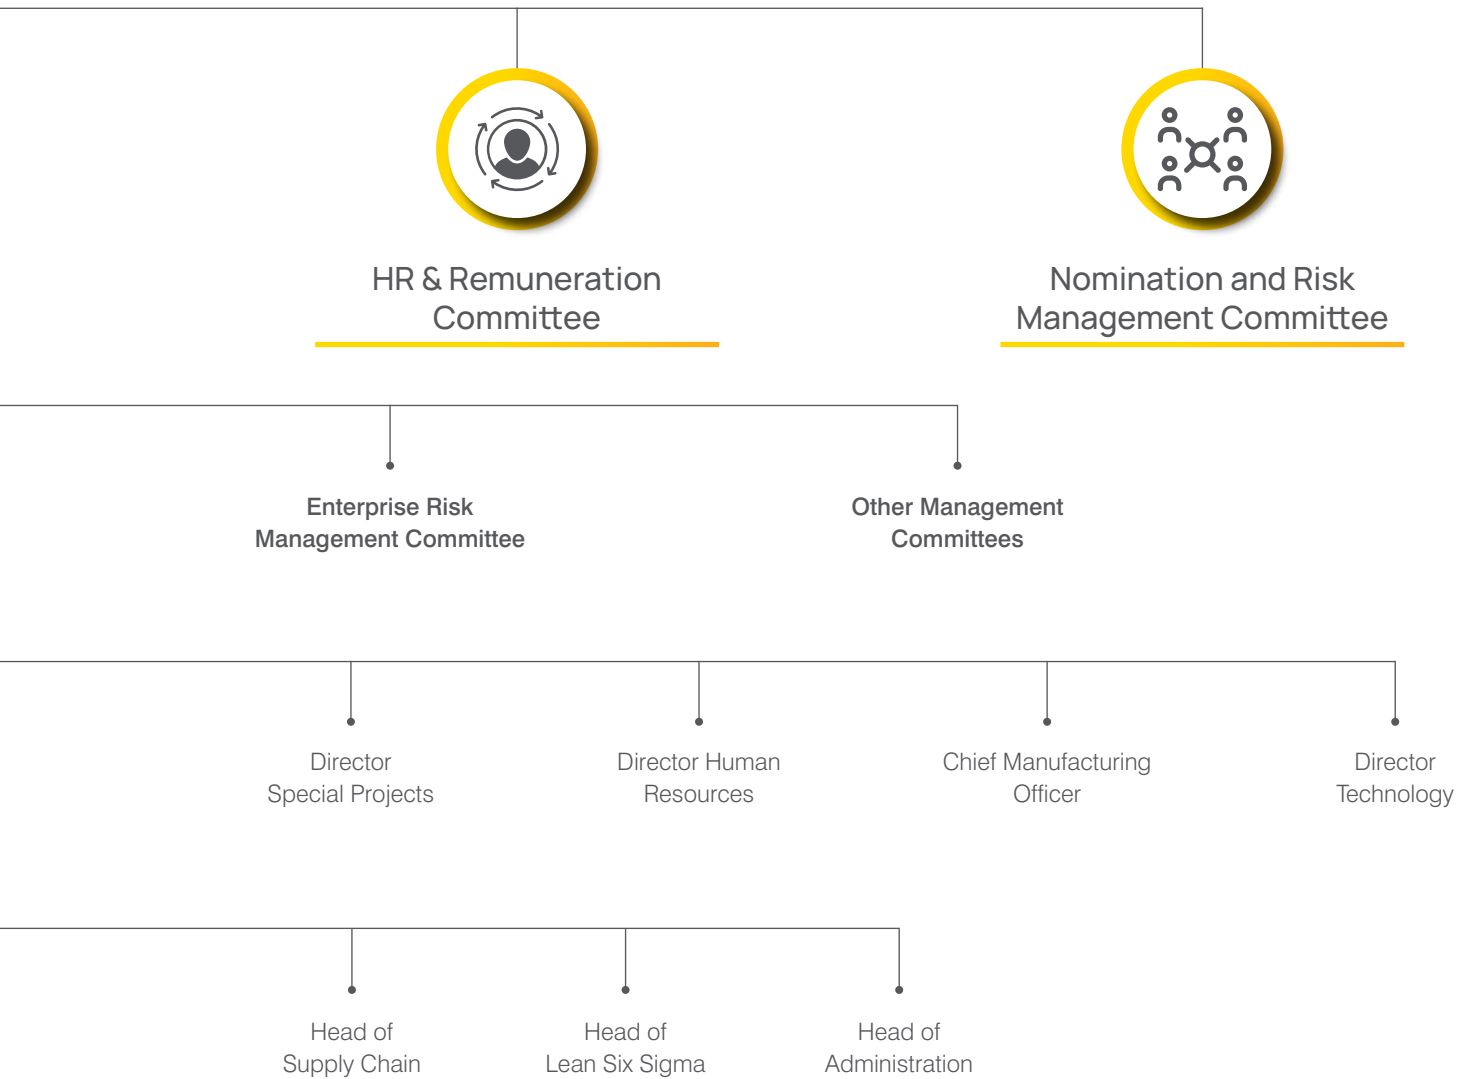 HR & Remuneration
Committee
Nomination and Risk
Management Committee
Enterprise Risk
Management Committee
Other Management
Committees
Director
Special Projects
Director Human
Resources
Chief Manufacturing
Officer
Director
Technology
Head of
Supply Chain
Head of
Lean Six Sigma
Head of
Administration